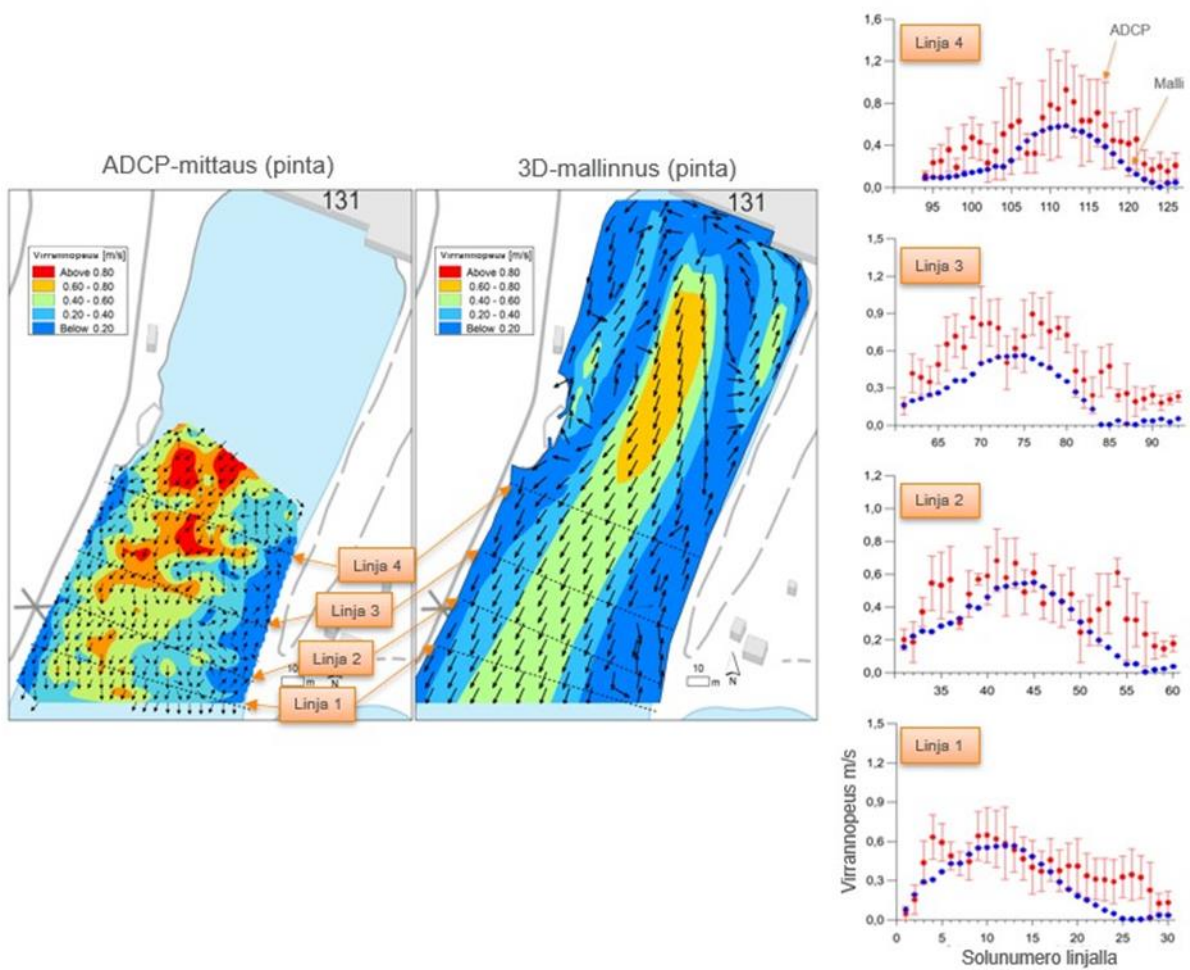 ADCP-mittaus (pinta)
131
Virrannopeus [m/s]
Above 0.80
0.60 - 0.80
0.40 - 0.60
0.20 - 0.40
Below 0.20
10
m
N
3D-mallinnus (pinta)
131
Virrannopeus [m/s]
Above 0.80
0.60 - 0.80
0.40 - 0.60
0.20 - 0.40
Below 0.20
10
m
N
Linja 4
Linja 3
Linja 2
Linja 1
Linja 4
ADCP
Malli
1,6
1,2
0,8
0,4
0,0
95 100 105 110 115 120 125
Linja 3
1,5
1,2
0,9
0,6
0,3
0,0
65 70 75 80 85 90
Linja 2
1,2
1,0
0,8
0,6
0,4
0,2
0,0
35 40 45 50 55 60
Linja 1
1,5
1,2
0,9
0,6
0,3
0,0
0 5 10 15 20 25 30
Virrannopeus m/s
Solunumero linjalla